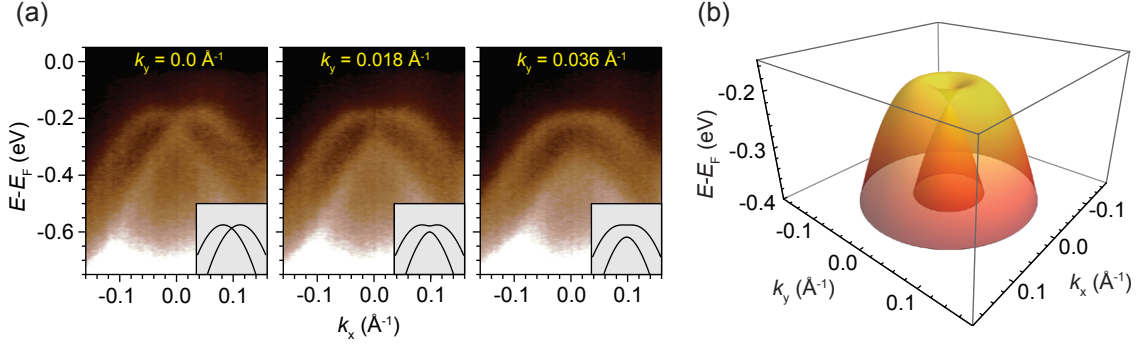 (a)
k_y = 0.0 Å⁻¹
k_y = 0.018 Å⁻¹
k_y = 0.036 Å⁻¹
E-E_F (eV)
0.0
-0.2
-0.4
-0.6
-0.1 0.0 0.1
-0.1 0.0 0.1
-0.1 0.0 0.1
k_x (Å⁻¹)
(b)
E-E_F (eV)
-0.2
-0.3
-0.4
-0.1
0.0
0.1
k_y (Å⁻¹)
-0.1
0.0
0.1
k_x (Å⁻¹)